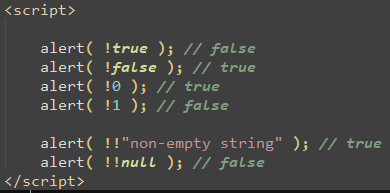 <script>
alert( !true ); // false
alert( !false ); // true
alert( !0 ); // true
alert( !1 ); // false
alert( !!"non-empty string" ); // true
alert( !!null ); // false
</script>